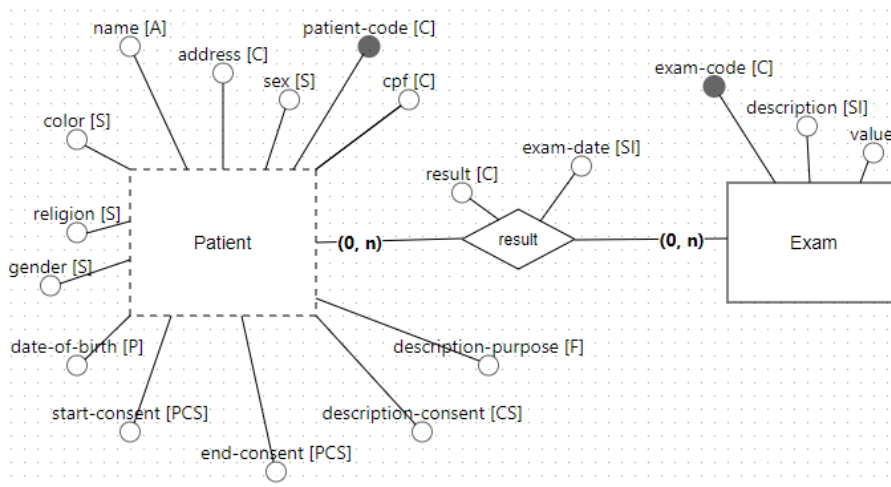 name [A]
patient-code [C]
address [C]
exam-code [C]
sex [S]
cpf [C]
description [SI]
color [S]
value
exam-date [SI]
result [C]
religion [S]
Patient
(0, n)
result
(0, n)
Exam
gender [S]
date-of-birth [P]
description-purpose [F]
start-consent [PCS]
description-consent [CS]
end-consent [PCS]